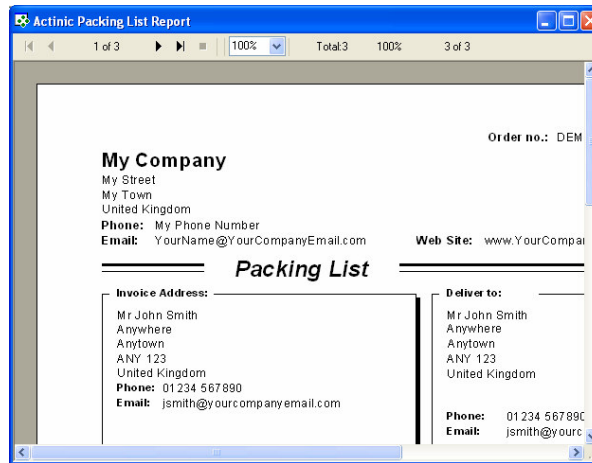 Actinic Packing List Report
1 of 3 100% Total:3 100% 3 of 3
Order no.: DEM
My Company
My Street
My Town
United Kingdom
Phone: My Phone Number
Email: YourName@YourCompanyEmail.com Web Site: www.YourCompa
Packing List
Invoice Address: Deliver to:
Mr John Smith Mr John Smith
Anywhere Anywhere
Anytown Anytown
ANY 123 ANY 123
United Kingdom United Kingdom
Phone: 01234 567890
Email: jsmith@yourcompanyemail.com
Phone: 01234 567890
Email: jsmith@yourc